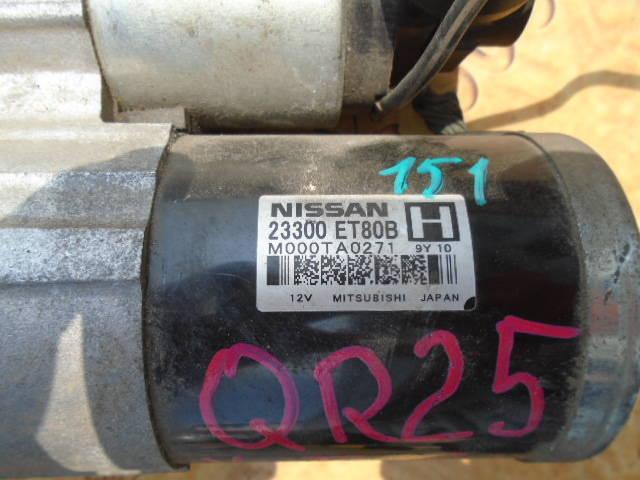 151
NISSAN
23300 ET80B H
M000TA0271 9Y 10
12V MITSUBISHI JAPAN
QR25